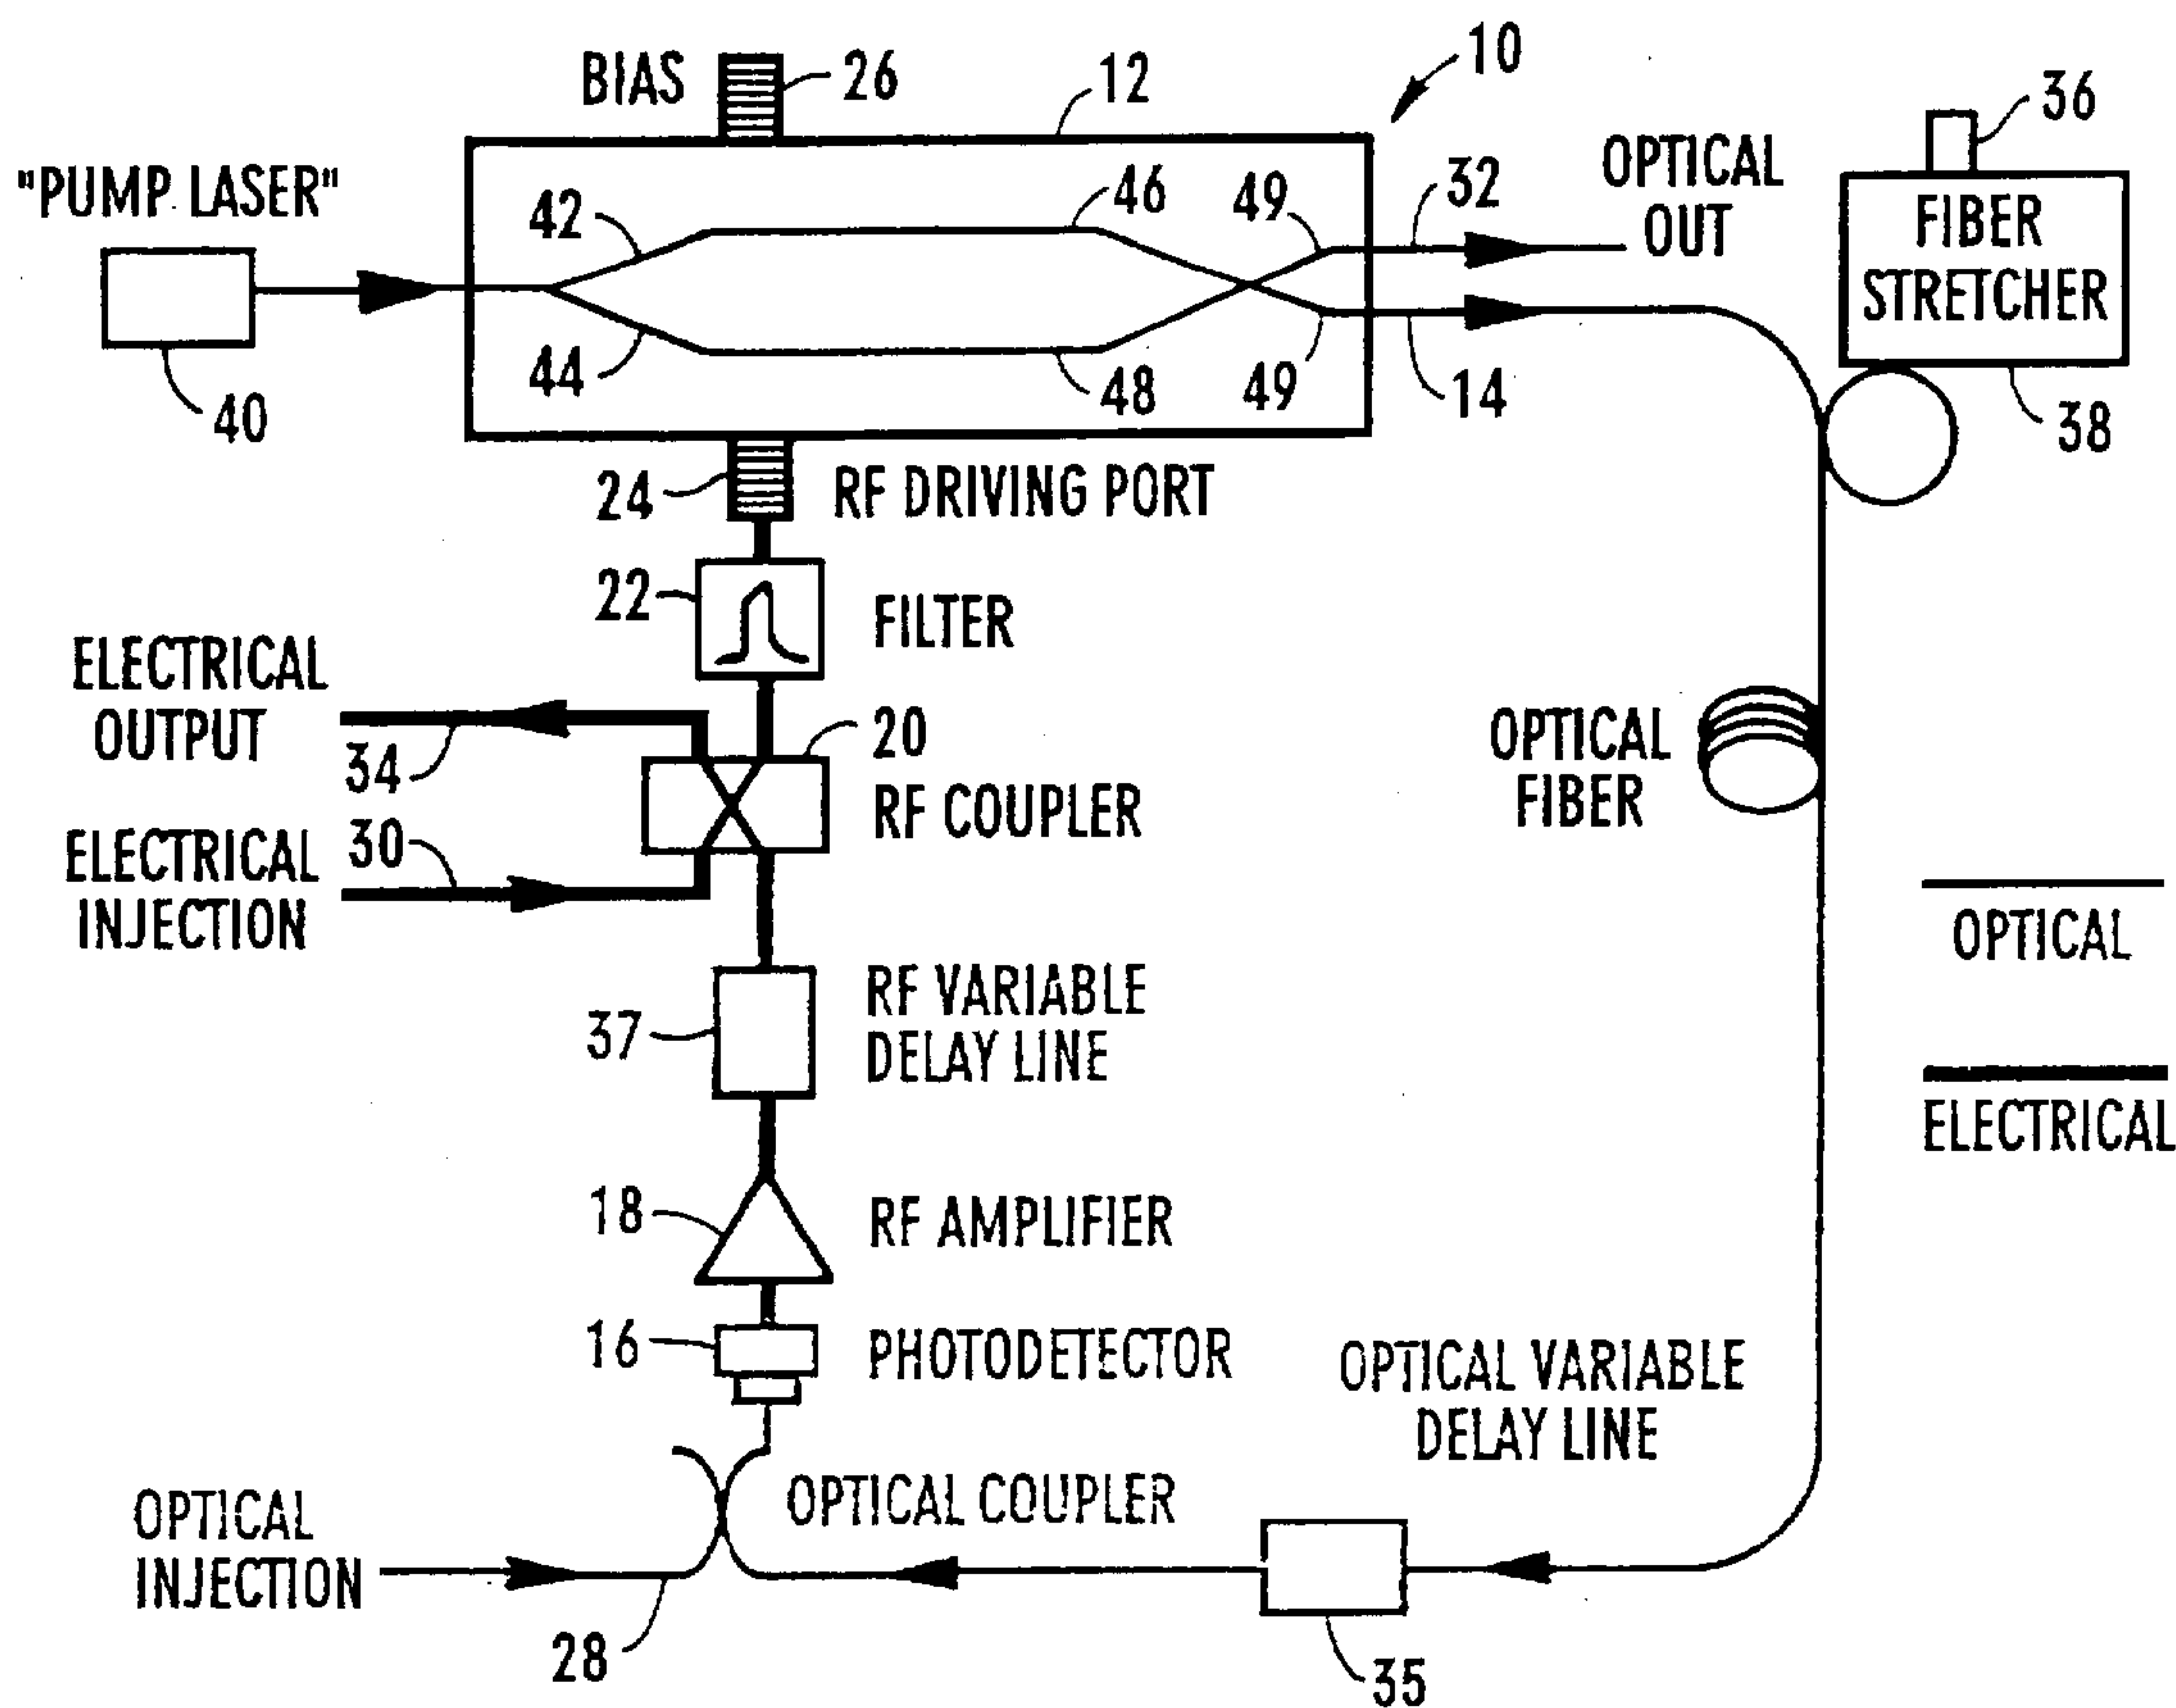 10
BIAS
26
12
36
"PUMP LASER"
OPTICAL
OUT
42
46
49
32
FIBER
STRETCHER
44
48
49
14
40
38
24
RF DRIVING PORT
22
FILTER
ELECTRICAL
OUTPUT
34
20
RF COUPLER
OPTICAL
FIBER
30
ELECTRICAL
INJECTION
OPTICAL
37
RF VARIABLE
DELAY LINE
ELECTRICAL
18
RF AMPLIFIER
16
PHOTODETECTOR
OPTICAL VARIABLE
DELAY LINE
OPTICAL COUPLER
OPTICAL
INJECTION
28
35